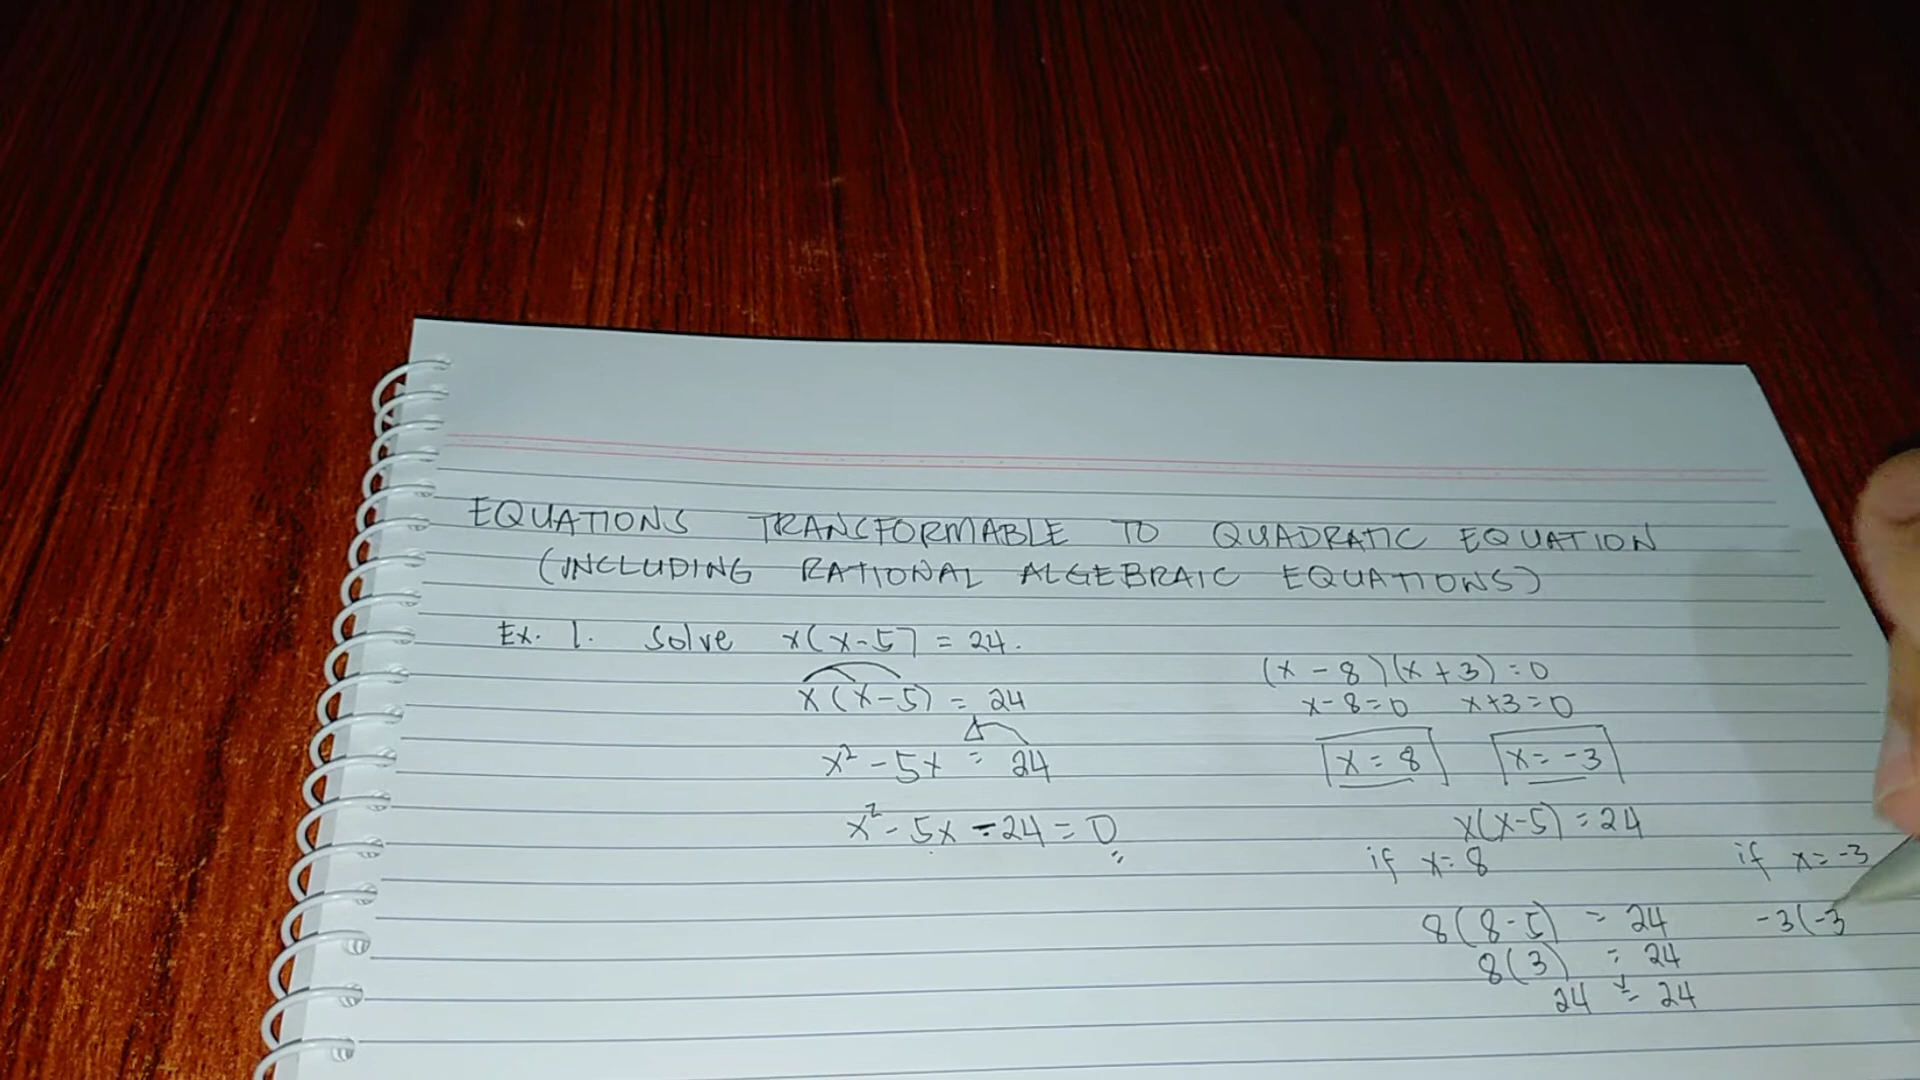 EQUATIONS TRANSFORMABLE TO QUADRATIC EQUATION
(INCLUDING RATIONAL ALGEBRAIC EQUATIONS)
Ex. 1. Solve x(x-5) = 24.
x(x-5) = 24
x² - 5x = 24
x² - 5x - 24 = 0
(x - 8)(x + 3) = 0
x - 8 = 0 x + 3 = 0
x = 8 x = -3
x(x-5) = 24
if x = 8 if x = -3
8(8-5) = 24 -3(-3
8(3) = 24
24 = 24